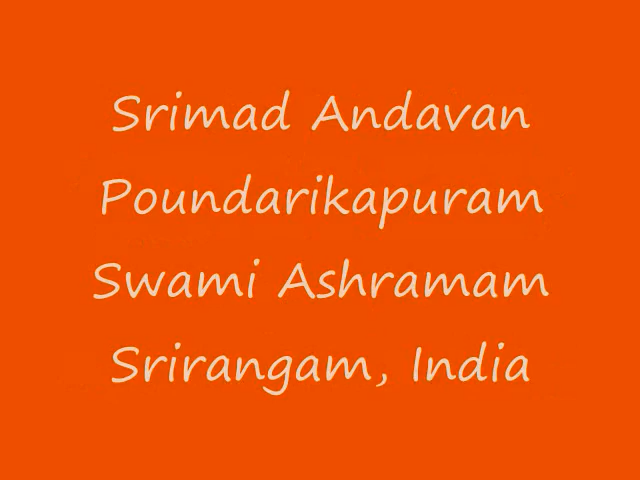 Srimad Andavan
Poundarikapuram
Swami Ashramam
Srirangam, India